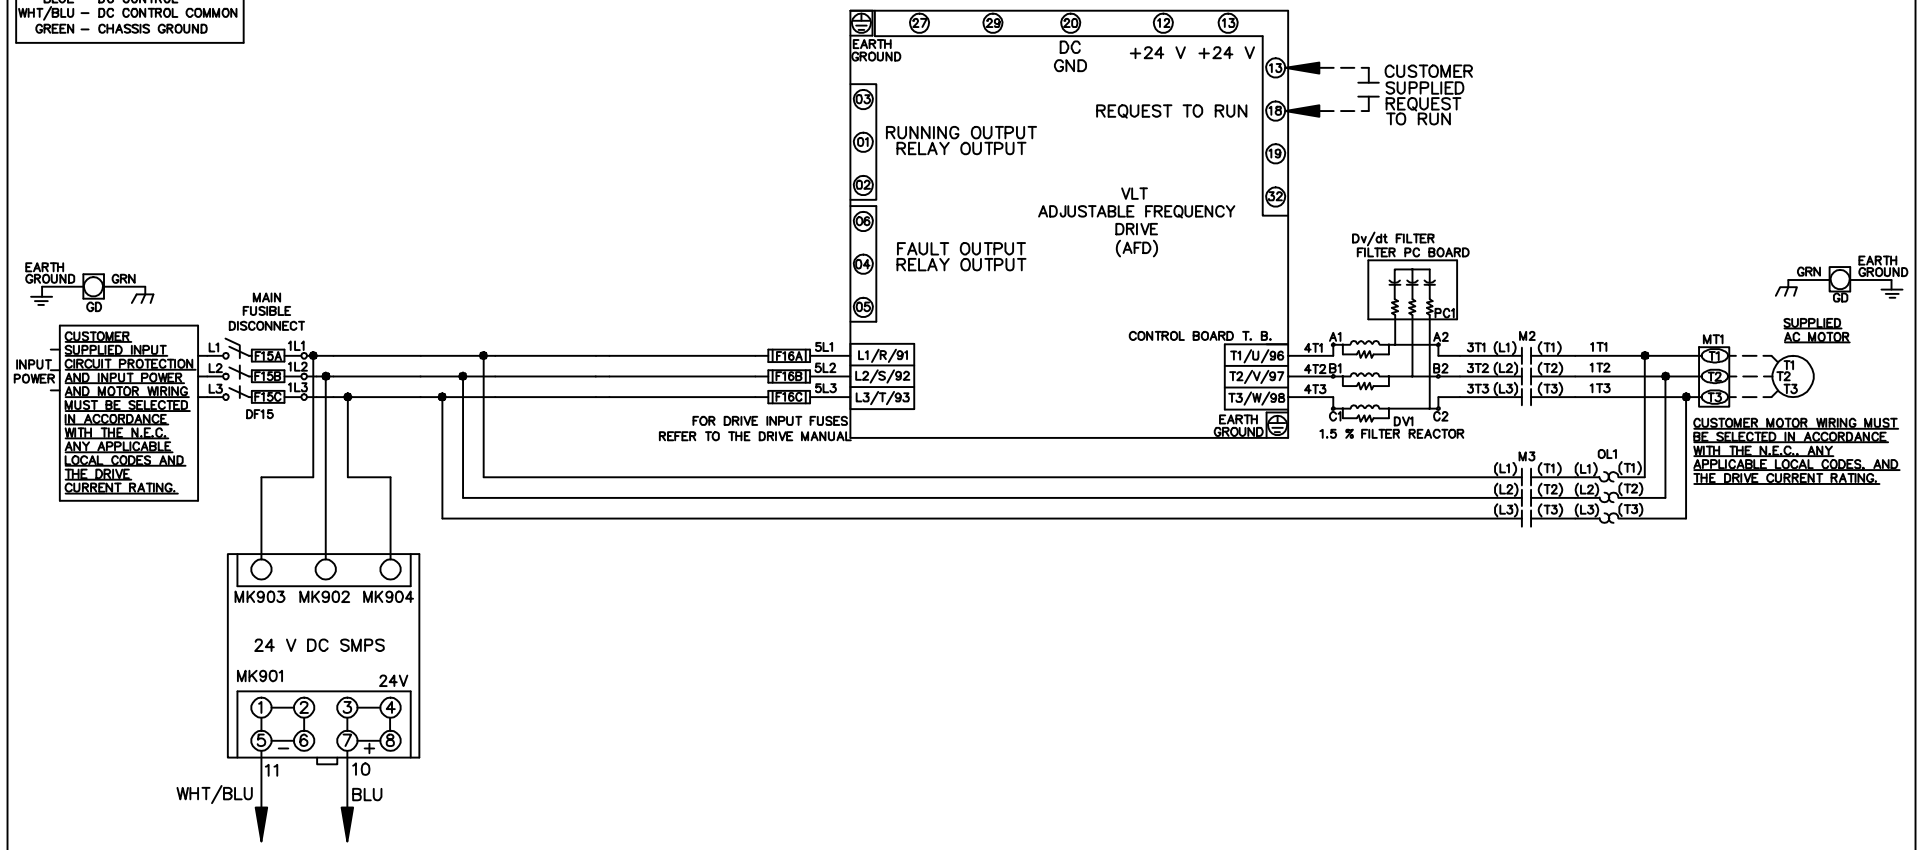 WHT/BLU – DC CONTROL COMMON
GREEN – CHASSIS GROUND
27
29
20
12
13
EARTH
GROUND
DC
GND
+24 V
+24 V
13
18
19
32
REQUEST TO RUN
CUSTOMER
SUPPLIED
REQUEST
TO RUN
03
01
02
RUNNING OUTPUT
RELAY OUTPUT
06
04
05
FAULT OUTPUT
RELAY OUTPUT
VLT
ADJUSTABLE FREQUENCY
DRIVE
(AFD)
EARTH
GROUND
GRN
GD
MAIN
FUSIBLE
DISCONNECT
INPUT
POWER
CUSTOMER
SUPPLIED INPUT
CIRCUIT PROTECTION
AND INPUT POWER
AND MOTOR WIRING
MUST BE SELECTED
IN ACCORDANCE
WITH THE N.E.C.
ANY APPLICABLE
LOCAL CODES AND
THE DRIVE
CURRENT RATING.
L1
L2
L3
F15A
F15B
F15C
DF15
1L1
1L2
1L3
F16A
F16B
F16C
5L1
5L2
5L3
L1/R/91
L2/S/92
L3/T/93
FOR DRIVE INPUT FUSES
REFER TO THE DRIVE MANUAL
CONTROL BOARD T. B.
T1/U/96
T2/V/97
T3/W/98
EARTH
GROUND
4T1
4T2
4T3
Dv/dt FILTER
FILTER PC BOARD
PC1
A1
A2
B1
B2
C1
C2
DV1
1.5 % FILTER REACTOR
M2
3T1 (L1) (T1) 1T1
3T2 (L2) (T2) 1T2
3T3 (L3) (T3) 1T3
M3
OL1
(L1) (T1) (L1) (T1)
(L2) (T2) (L2) (T2)
(L3) (T3) (L3) (T3)
GRN
GD
EARTH
GROUND
SUPPLIED
AC MOTOR
MT1
T1
T2
T3
T1
T2
T3
CUSTOMER MOTOR WIRING MUST
BE SELECTED IN ACCORDANCE
WITH THE N.E.C., ANY
APPLICABLE LOCAL CODES, AND
THE DRIVE CURRENT RATING.
MK903 MK902 MK904
24 V DC SMPS
MK901
24V
1 2 3 4
5 – 6 7 + 8
11
10
WHT/BLU
BLU